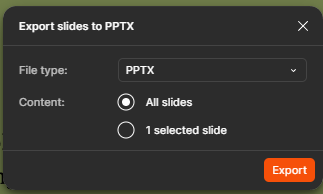 Export slides to PPTX
File type: PPTX
Content: All slides
1 selected slide
Export